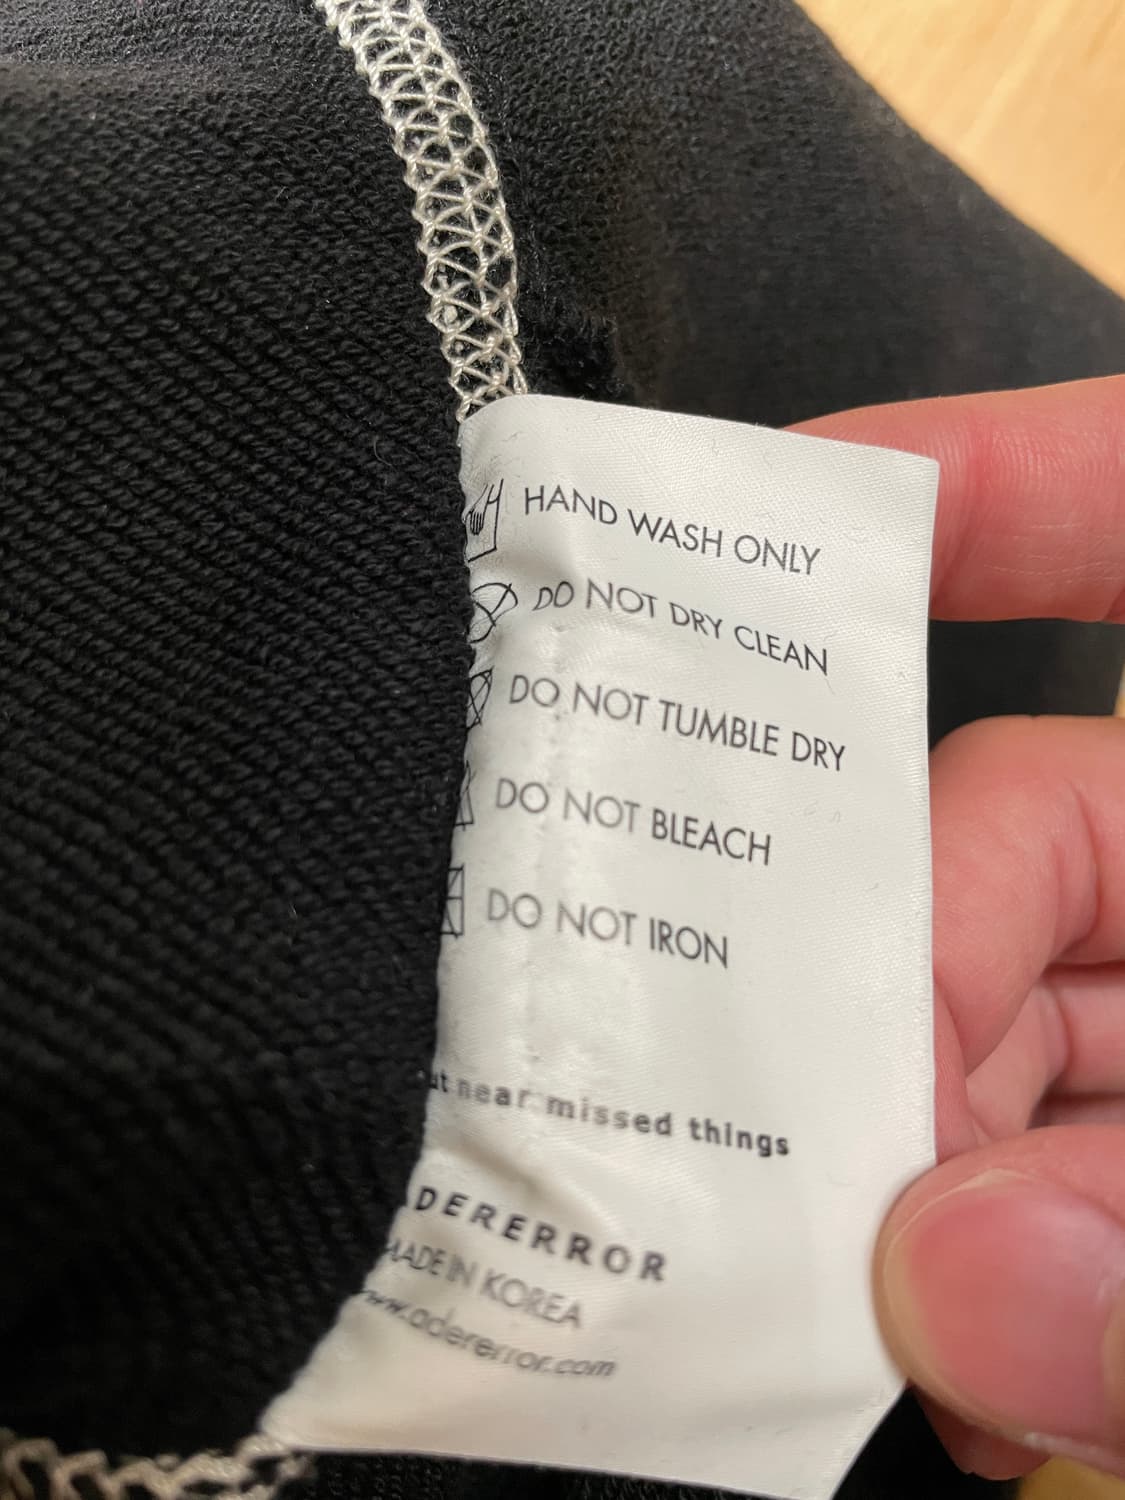 HAND WASH ONLY
DO NOT DRY CLEAN
DO NOT TUMBLE DRY
DO NOT BLEACH
DO NOT IRON
near missed things
DERERROR
MADE IN KOREA
www.adererror.com